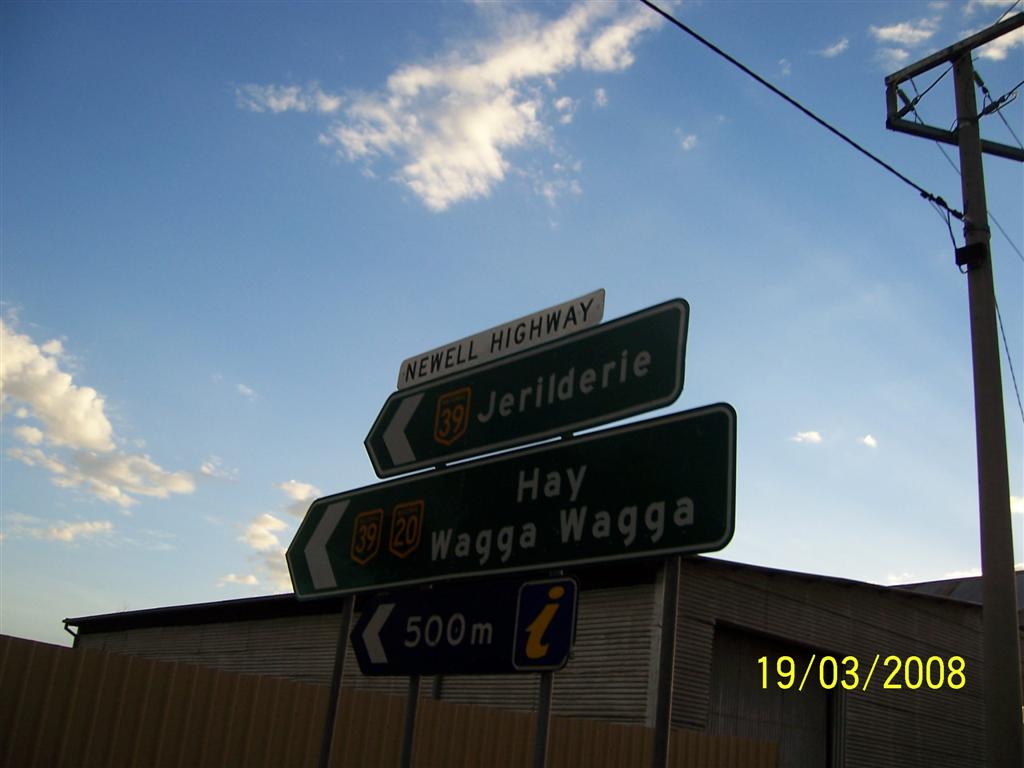 NEWELL HIGHWAY
39 Jerilderie
Hay
39 20 Wagga Wagga
500m i
19/03/2008